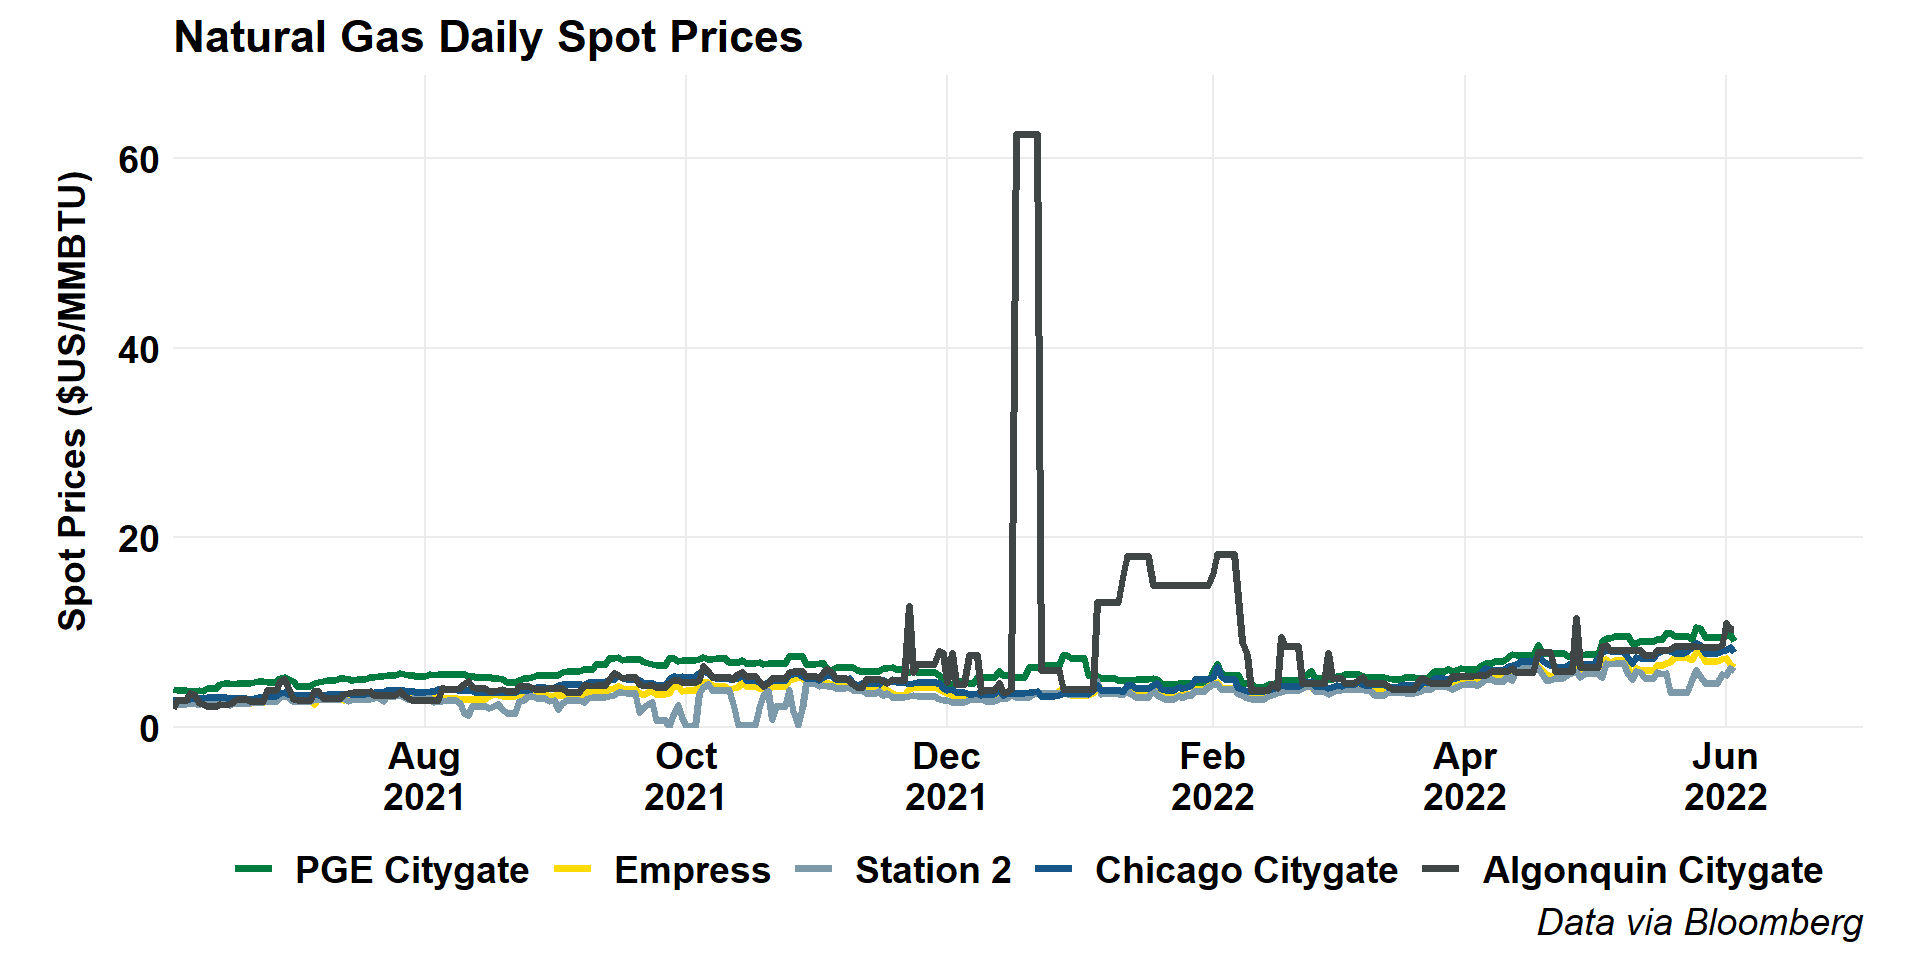 Natural Gas Daily Spot Prices
Spot Prices ($US/MMBTU)
60
40
20
0
Aug Oct Dec Feb Apr Jun
2021 2021 2021 2022 2022 2022
PGE Citygate Empress Station 2 Chicago Citygate Algonquin Citygate
Data via Bloomberg